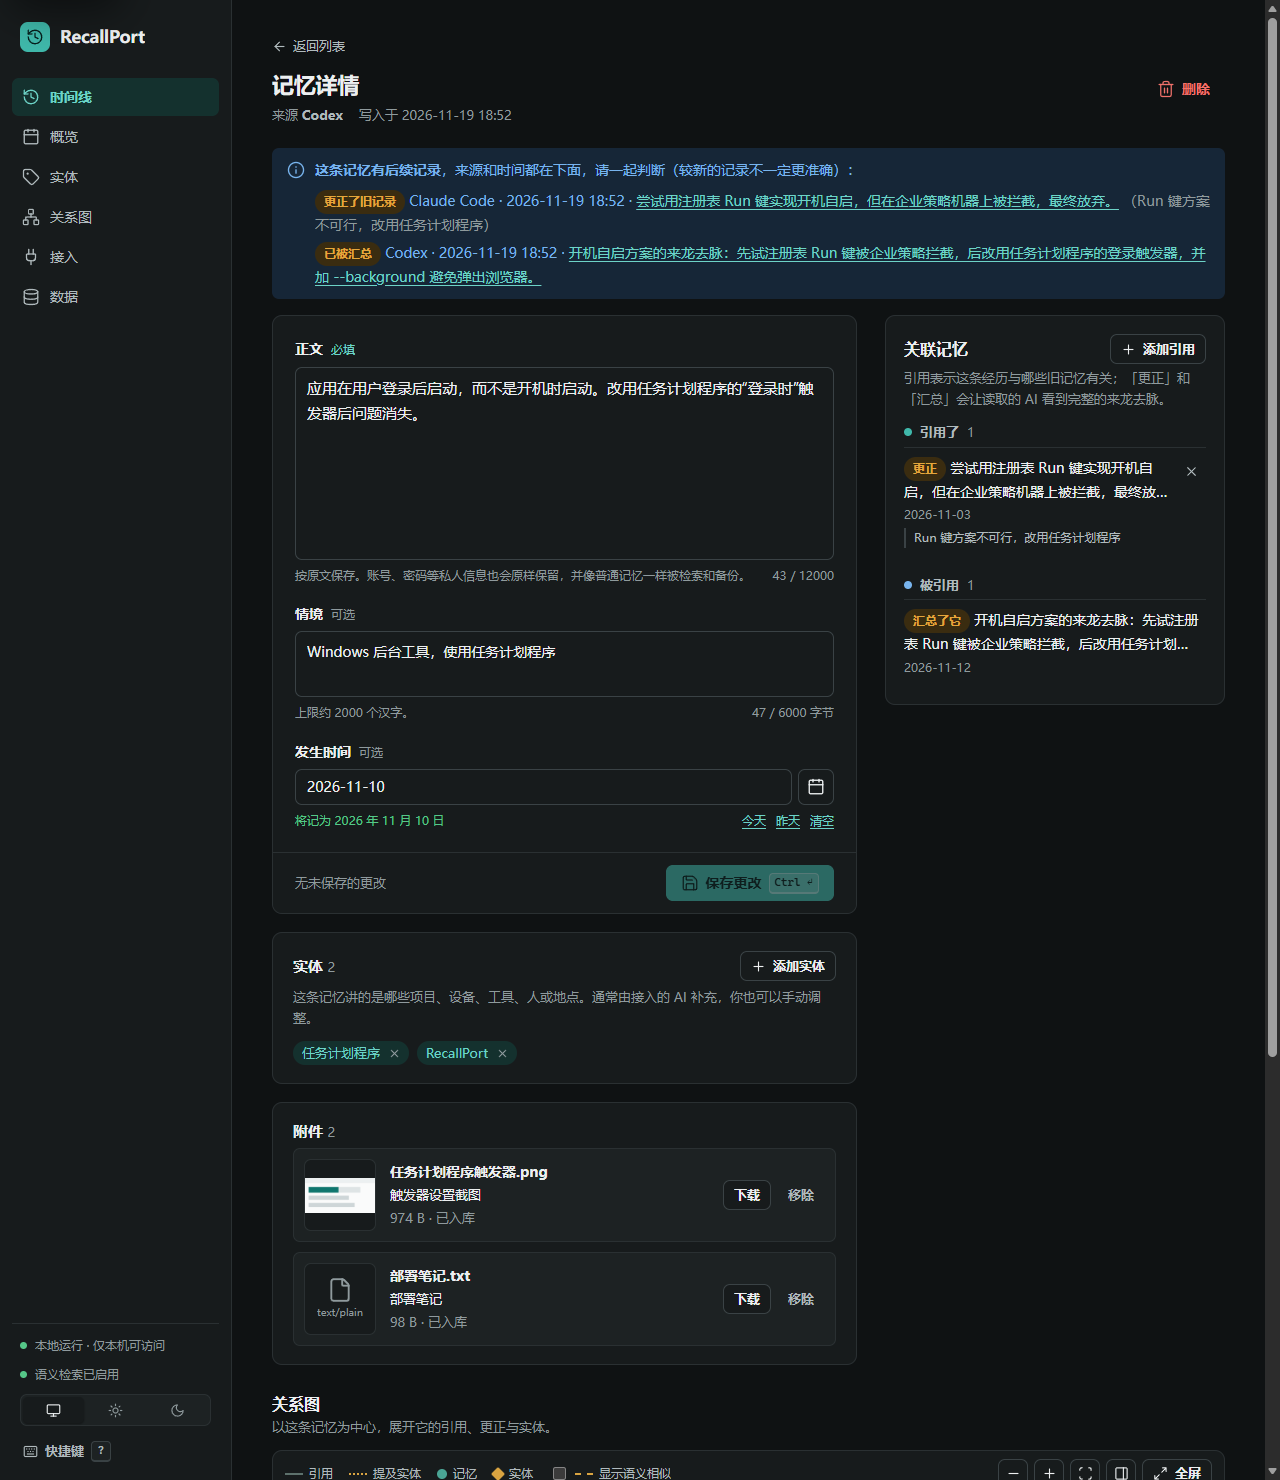 RecallPort
时间线
概览
实体
关系图
接入
数据
本地运行 · 仅本机可访问
语义检索已启用
快捷键 ?
← 返回列表
记忆详情
删除
来源 Codex 写入于 2026-11-19 18:52
这条记忆有后续记录，来源和时间都在下面，请一起判断（较新的记录不一定更准确）：
更正了旧记录 Claude Code · 2026-11-19 18:52 · 尝试用注册表 Run 键实现开机自启，但在企业策略机器上被拦截，最终放弃。 （Run 键方案
不可行，改用任务计划程序）
已被汇总 Codex · 2026-11-19 18:52 · 开机自启方案的来龙去脉：先试注册表 Run 键被企业策略拦截，后改用任务计划程序的登录触发器，并
加 --background 避免弹出浏览器。
正文 必填
应用在用户登录后启动，而不是开机时启动。改用任务计划程序的“登录时”触
发器后问题消失。
按原文保存。账号、密码等私人信息也会原样保留，并像普通记忆一样被检索和备份。 43 / 12000
情境 可选
Windows 后台工具，使用任务计划程序
上限约 2000 个汉字。 47 / 6000 字节
发生时间 可选
2026-11-10
将记为 2026 年 11 月 10 日 今天 昨天 清空
无未保存的更改
保存更改 Ctrl ⏎
关联记忆
+ 添加引用
引用表示这条经历与哪些旧记忆有关；「更正」和
「汇总」会让读取的 AI 看到完整的来龙去脉。
引用了 1
更正 尝试用注册表 Run 键实现开机自
启，但在企业策略机器上被拦截，最终放...
2026-11-03
Run 键方案不可行，改用任务计划程序
被引用 1
汇总了它 开机自启方案的来龙去脉：先试注册
表 Run 键被企业策略拦截，后改用任务计划...
2026-11-12
实体 2
+ 添加实体
这条记忆讲的是哪些项目、设备、工具、人或地点。通常由接入的 AI 补充，你也可以手动调
整。
任务计划程序 × RecallPort ×
附件 2
任务计划程序触发器.png
触发器设置截图
974 B · 已入库
下载 移除
text/plain
部署笔记.txt
部署笔记
98 B · 已入库
下载 移除
关系图
以这条记忆为中心，展开它的引用、更正与实体。
引用 提及实体 记忆 实体 显示语义相似
全屏